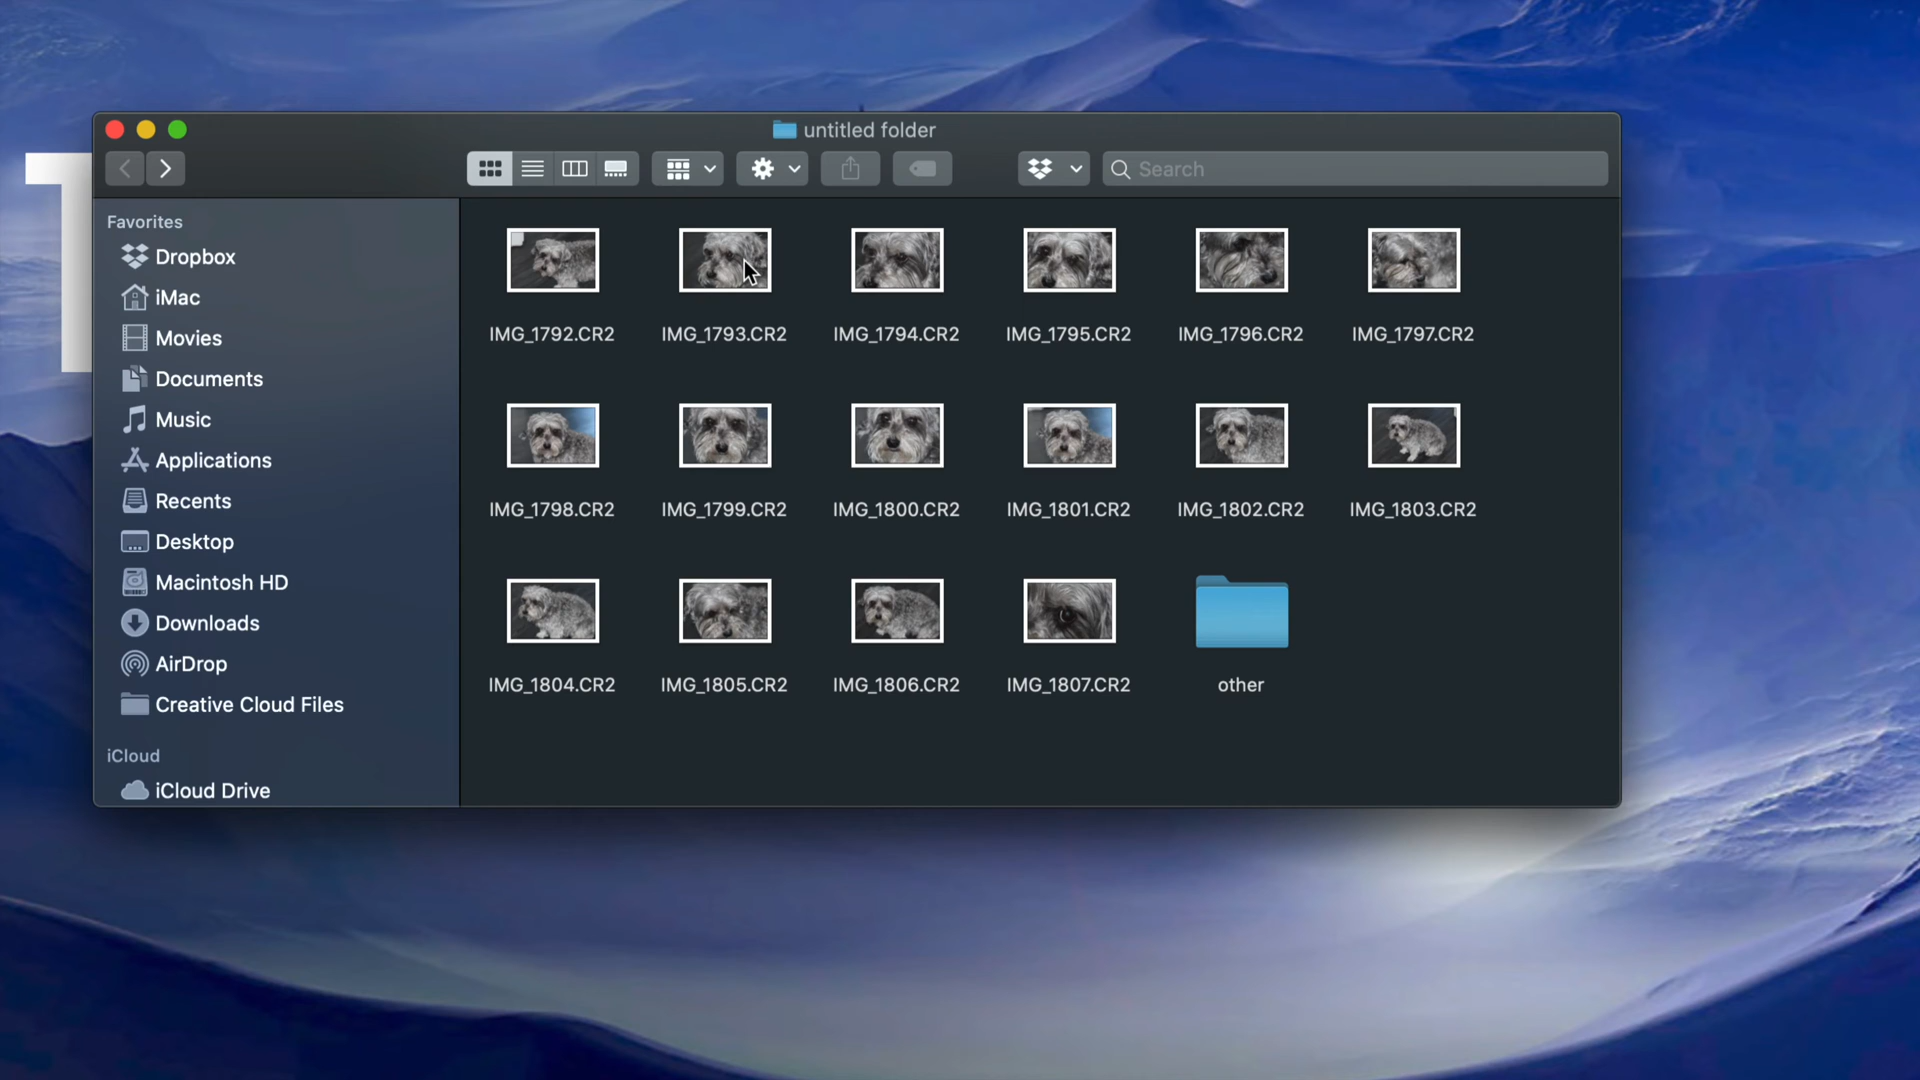 untitled folder
Search
Favorites
Dropbox
iMac
Movies
Documents
Music
Applications
Recents
Desktop
Macintosh HD
Downloads
AirDrop
Creative Cloud Files
iCloud
iCloud Drive
IMG_1792.CR2 IMG_1793.CR2 IMG_1794.CR2 IMG_1795.CR2 IMG_1796.CR2 IMG_1797.CR2
IMG_1798.CR2 IMG_1799.CR2 IMG_1800.CR2 IMG_1801.CR2 IMG_1802.CR2 IMG_1803.CR2
IMG_1804.CR2 IMG_1805.CR2 IMG_1806.CR2 IMG_1807.CR2 other